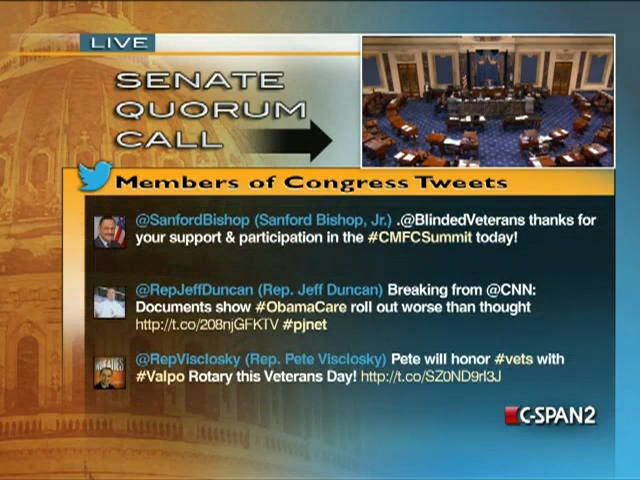 LIVE
SENATE
QUORUM
CALL
Members of Congress Tweets
@SanfordBishop (Sanford Bishop, Jr.) .@BlindedVeterans thanks for
your support & participation in the #CMFCSummit today!
@RepJeffDuncan (Rep. Jeff Duncan) Breaking from @CNN:
Documents show #ObamaCare roll out worse than thought
http://t.co/208njGFKTV #pjnet
@RepVisclosky (Rep. Pete Visclosky) Pete will honor #vets with
#Valpo Rotary this Veterans Day! http://t.co/SZ0ND9rI3J
C-SPAN2